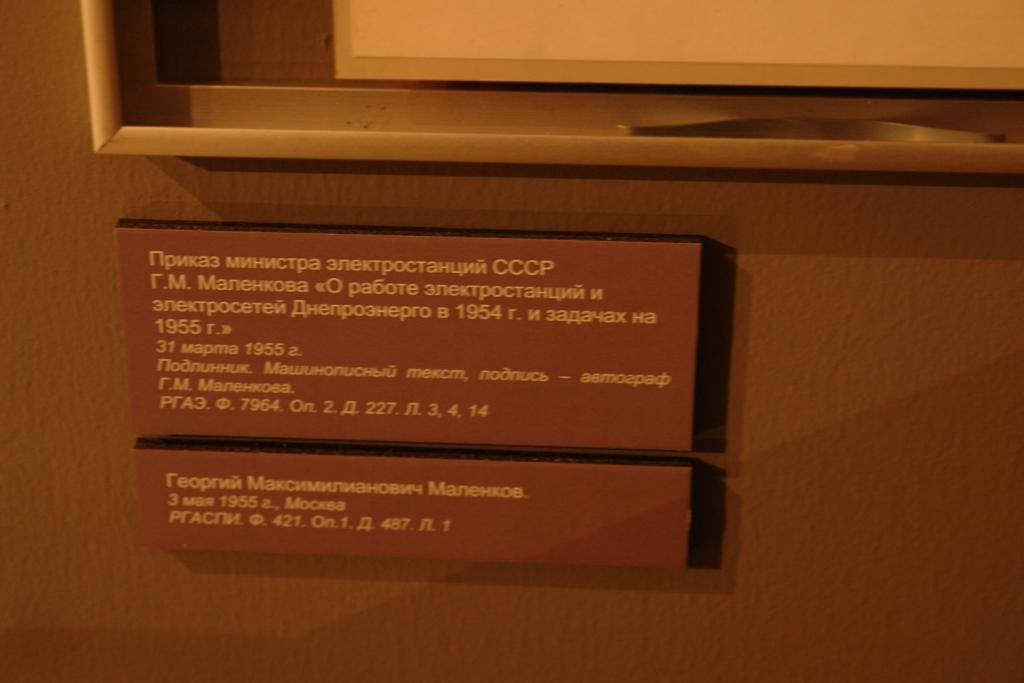 Приказ министра электростанций СССР
Г.М. Маленкова «О работе электростанций и
электросетей Днепроэнерго в 1954 г. и задачах на
1955 г.»
31 марта 1955 г.
Подлинник. Машинописный текст, подпись – автограф
Г.М. Маленкова.
РГАЭ. Ф. 7964. Оп. 2. Д. 227. Л. 3, 4, 14
Георгий Максимилианович Маленков.
3 мая 1955 г., Москва
РГАСПИ. Ф. 421. Оп.1. Д. 487. Л. 1